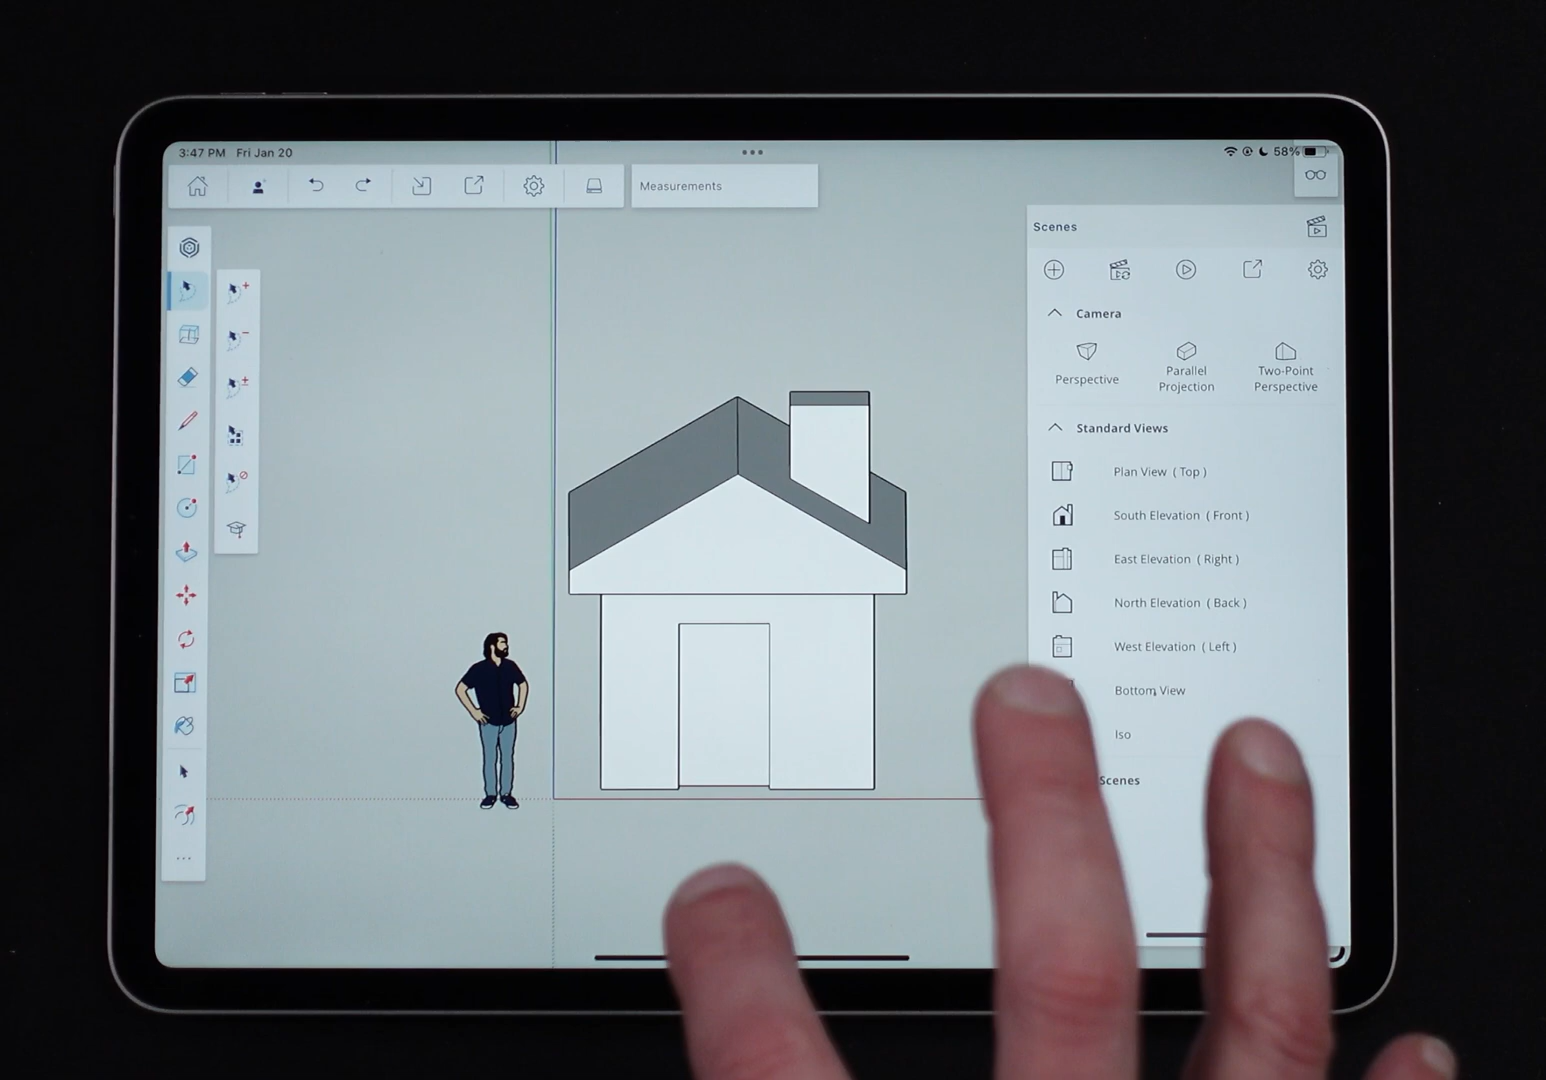 3:47 PM Fri Jan 20
58%
Measurements
Scenes
Camera
Perspective
Parallel
Projection
Two-Point
Perspective
Standard Views
Plan View ( Top )
South Elevation ( Front )
East Elevation ( Right )
North Elevation ( Back )
West Elevation ( Left )
Bottom View
Iso
Scenes